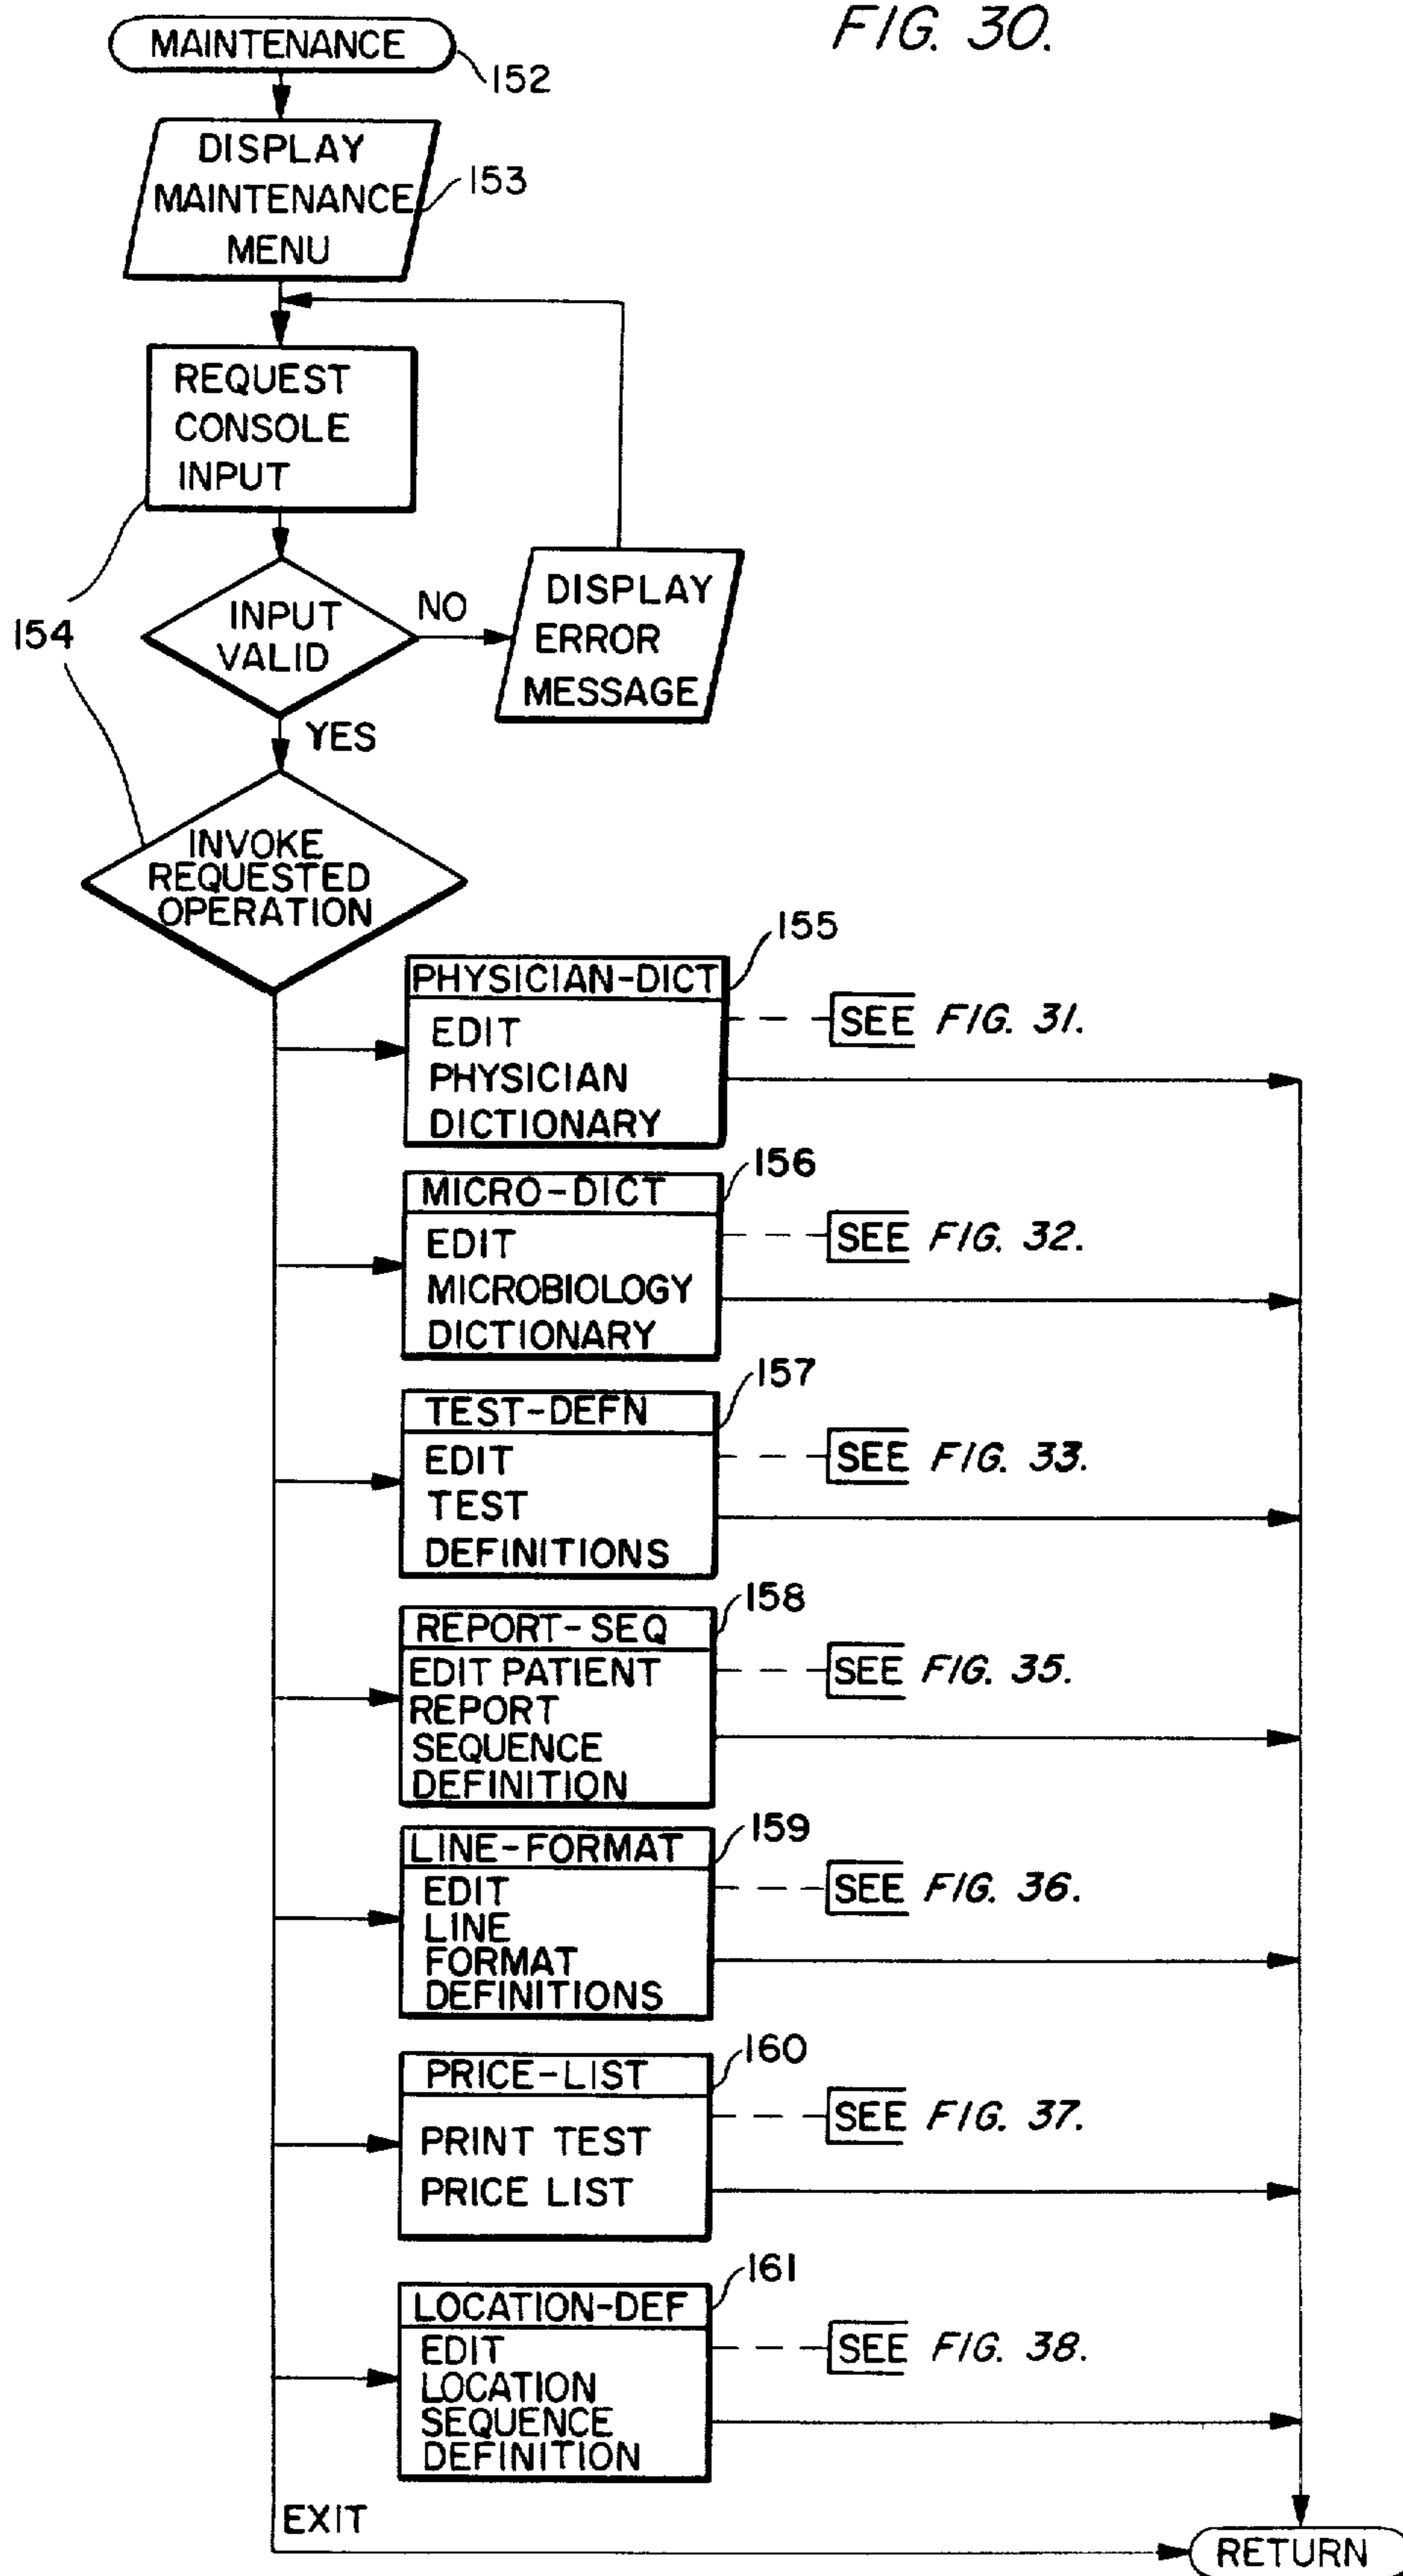 FIG. 30.
MAINTENANCE
152
DISPLAY
MAINTENANCE
MENU
153
REQUEST
CONSOLE
INPUT
154
INPUT
VALID
NO
DISPLAY
ERROR
MESSAGE
YES
INVOKE
REQUESTED
OPERATION
155
PHYSICIAN-DICT
EDIT
PHYSICIAN
DICTIONARY
SEE FIG. 31.
156
MICRO-DICT
EDIT
MICROBIOLOGY
DICTIONARY
SEE FIG. 32.
157
TEST-DEFN
EDIT
TEST
DEFINITIONS
SEE FIG. 33.
158
REPORT-SEQ
EDIT PATIENT
REPORT
SEQUENCE
DEFINITION
SEE FIG. 35.
159
LINE-FORMAT
EDIT
LINE
FORMAT
DEFINITIONS
SEE FIG. 36.
160
PRICE-LIST
PRINT TEST
PRICE LIST
SEE FIG. 37.
161
LOCATION-DEF
EDIT
LOCATION
SEQUENCE
DEFINITION
SEE FIG. 38.
EXIT
RETURN